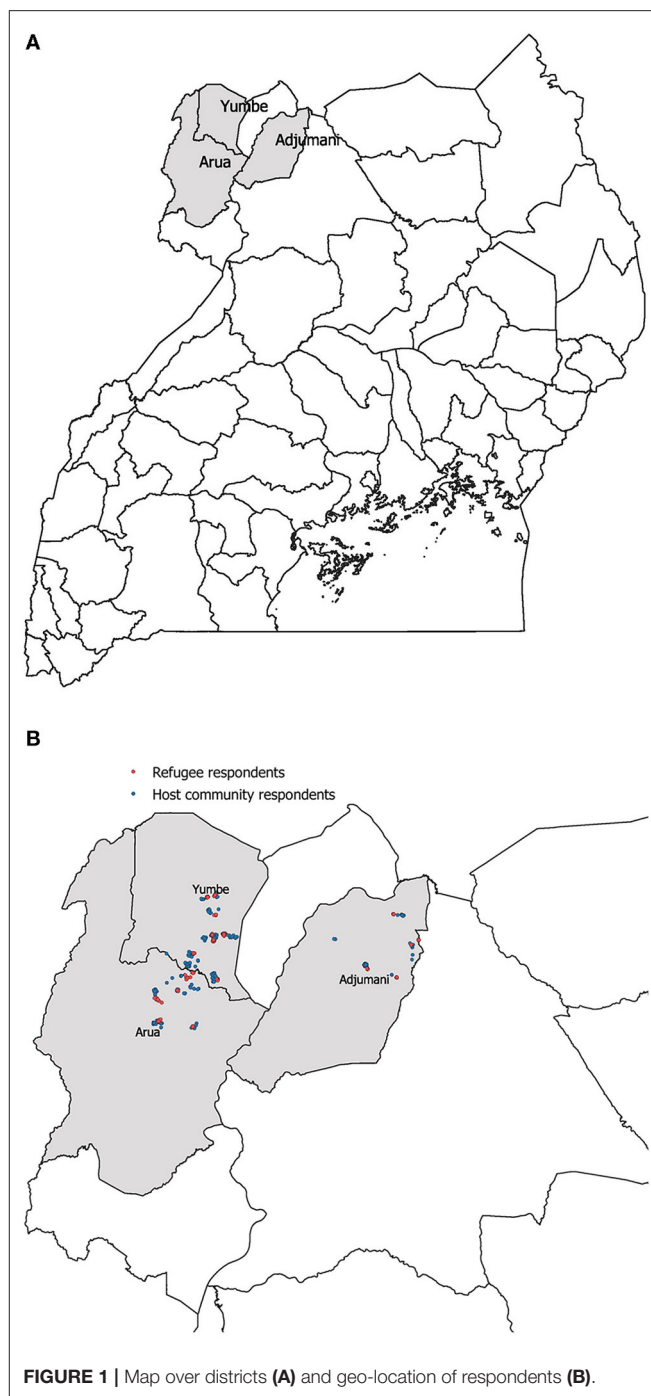 A
Yumbe
Adjumani
Arua
B
Refugee respondents
Host community respondents
Yumbe
Adjumani
Arua
FIGURE 1 | Map over districts (A) and geo-location of respondents (B).